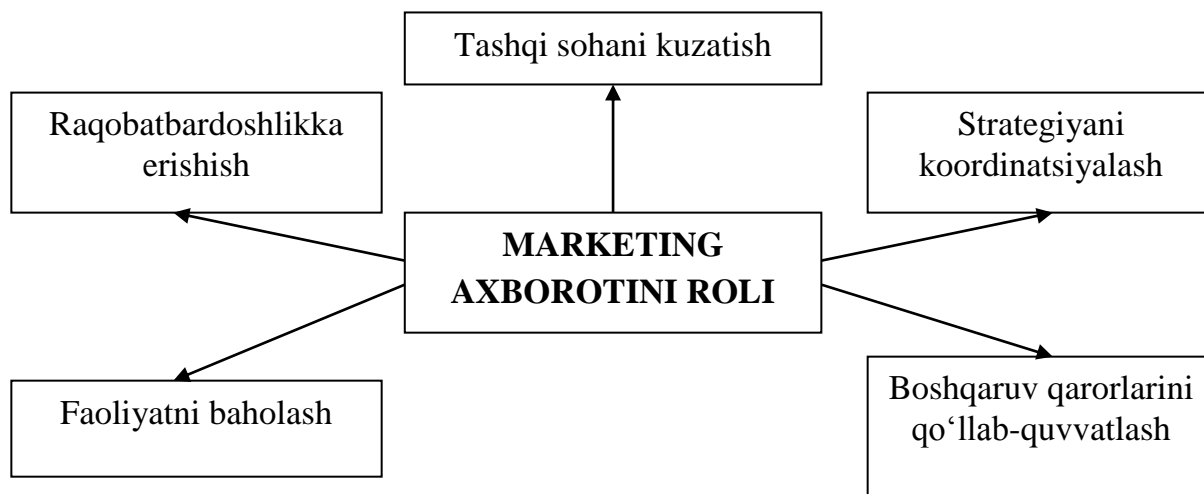 Tashqi sohani kuzatish
Raqobatbardoshlikka
erishish
Strategiyani
koordinatsiyalash
MARKETING
AXBOROTINI ROLI
Faoliyatni baholash
Boshqaruv qarorlarini
qo‘llab-quvvatlash